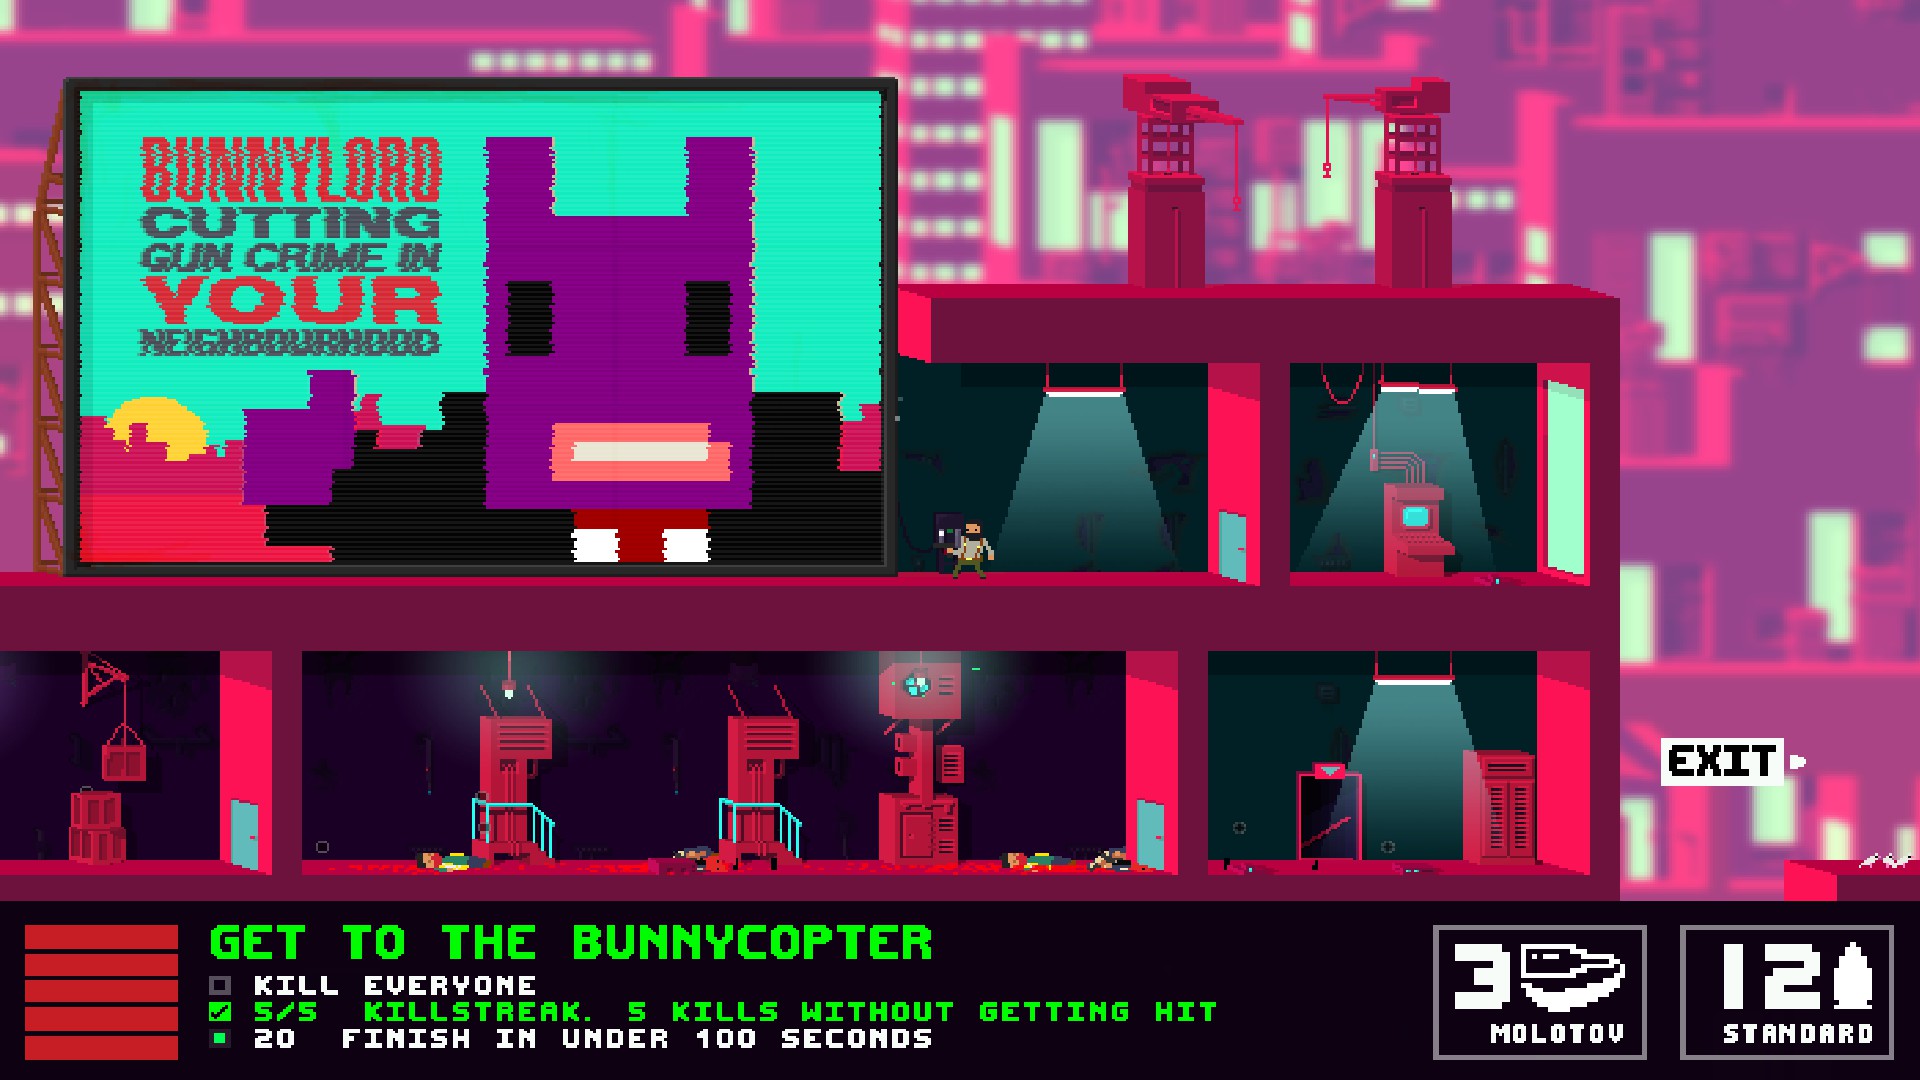 BUNNYLORD
CUTTING
GUN CRIME IN
YOUR
NEIGHBOURHOOD
EXIT
GET TO THE BUNNYCOPTER
KILL EVERYONE
5/5 KILLSTREAK. 5 KILLS WITHOUT GETTING HIT
20 FINISH IN UNDER 100 SECONDS
3
MOLOTOV
12
STANDARD